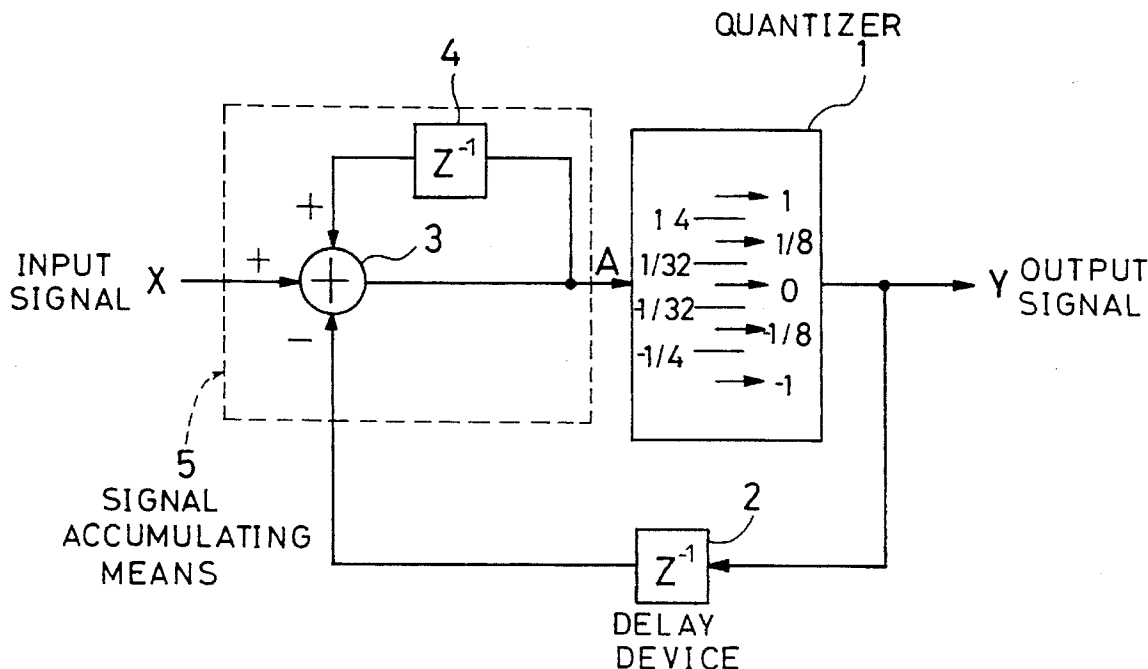 QUANTIZER
1
4
Z⁻¹
1
1 4
1/8
+
3
1/32
INPUT
SIGNAL
X
+
+
A
0
Y
OUTPUT
SIGNAL
-1/32
−
-1/8
-1/4
-1
5
SIGNAL
ACCUMULATING
MEANS
2
Z⁻¹
DELAY
DEVICE